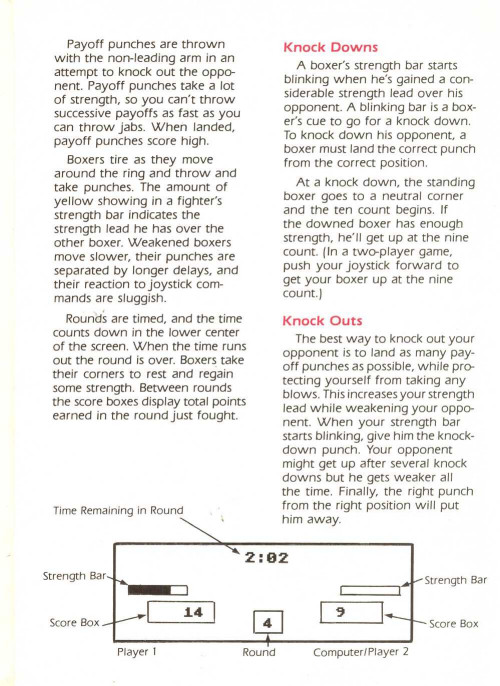 Payoff punches are thrown
with the non-leading arm in an
attempt to knock out the oppo-
nent. Payoff punches take a lot
of strength, so you can't throw
successive payoffs as fast as you
can throw jabs. When landed,
payoff punches score high.
Boxers tire as they move
around the ring and throw and
take punches. The amount of
yellow showing in a fighter's
strength bar indicates the
strength lead he has over the
other boxer. Weakened boxers
move slower, their punches are
separated by longer delays, and
their reaction to joystick com-
mands are sluggish.
Rounds are timed, and the time
counts down in the lower center
of the screen. When the time runs
out the round is over. Boxers take
their corners to rest and regain
some strength. Between rounds
the score boxes display total points
earned in the round just fought.
Knock Downs
A boxer's strength bar starts
blinking when he's gained a con-
siderable strength lead over his
opponent. A blinking bar is a box-
er's cue to go for a knock down.
To knock down his opponent, a
boxer must land the correct punch
from the correct position.
At a knock down, the standing
boxer goes to a neutral corner
and the ten count begins. If
the downed boxer has enough
strength, he'll get up at the nine
count. (In a two-player game,
push your joystick forward to
get your boxer up at the nine
count.)
Knock Outs
The best way to knock out your
opponent is to land as many pay-
off punches as possible, while pro-
tecting yourself from taking any
blows. This increases your strength
lead while weakening your oppo-
nent. When your strength bar
starts blinking, give him the knock-
down punch. Your opponent
might get up after several knock
downs but he gets weaker all
the time. Finally, the right punch
from the right position will put
him away.
Time Remaining in Round
2:02
Strength Bar
Strength Bar
14
9
Score Box
4
Score Box
Player 1
Round
Computer/Player 2